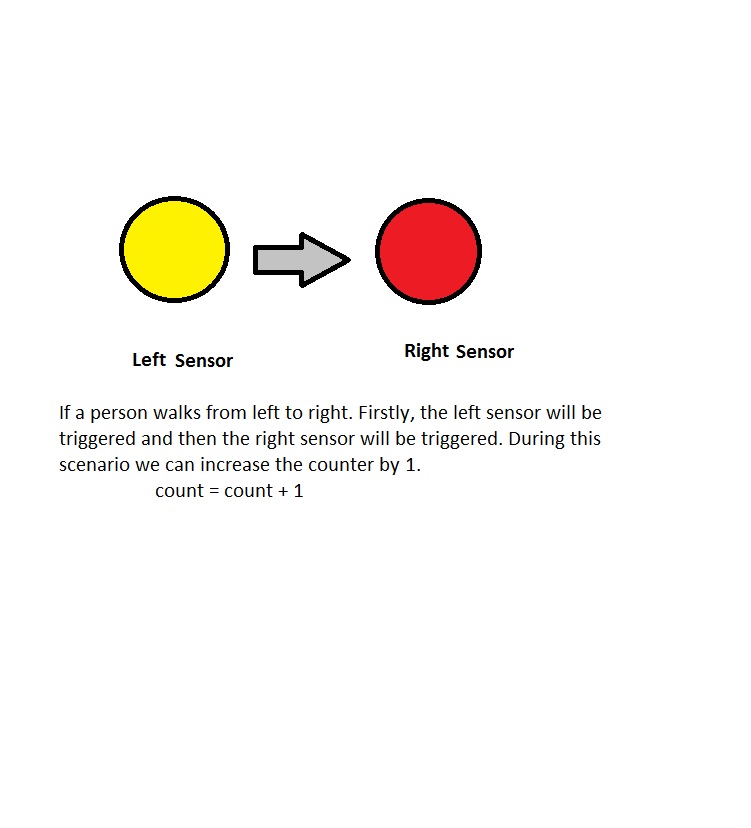 Left Sensor
Right Sensor
If a person walks from left to right. Firstly, the left sensor will be
triggered and then the right sensor will be triggered. During this
scenario we can increase the counter by 1.
count = count + 1